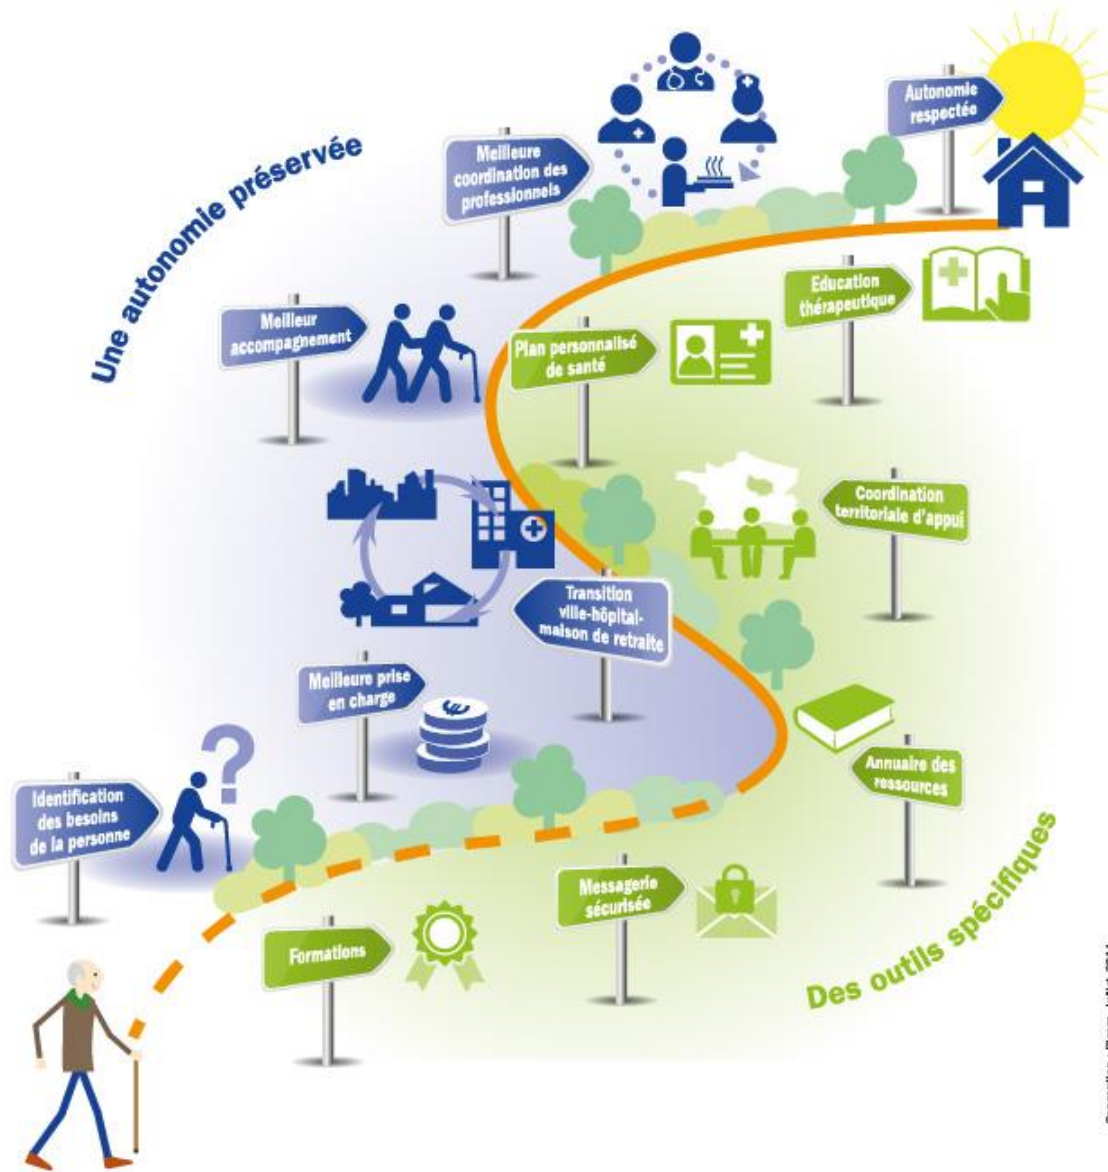 Une autonomie préservée
Autonomie
respectée
Meilleure
coordination des
professionnels
Education
thérapeutique
Meilleur
accompagnement
Plan personnalisé
de santé
Coordination
territoriale d'appui
Transition
ville-hôpital-
maison de retraite
Meilleure prise
en charge
Annuaire des
ressources
Identification
des besoins
de la personne
Messagerie
sécurisée
Formations
Des outils spécifiques